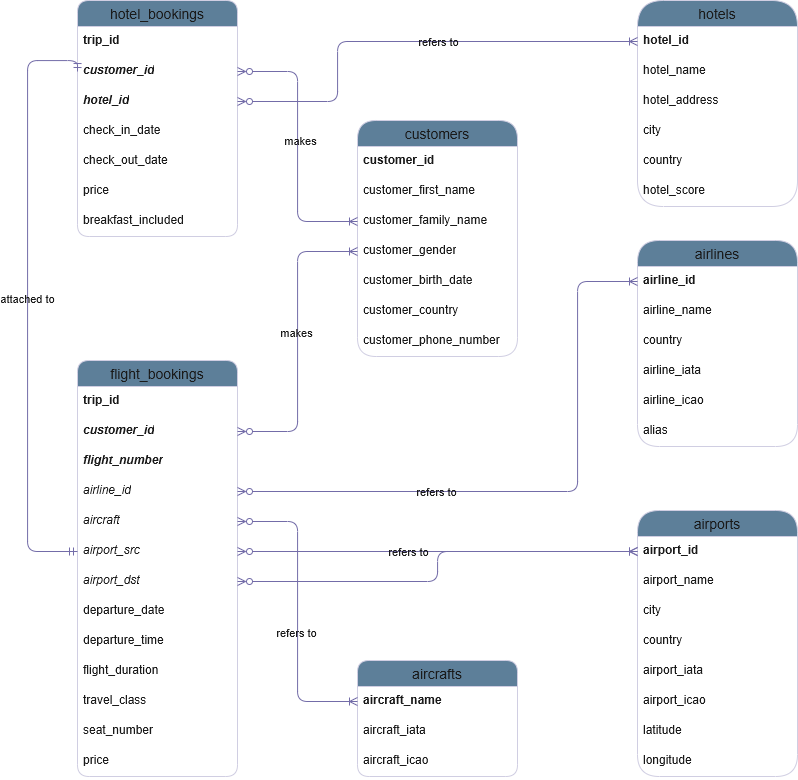 hotel_bookings
trip_id
customer_id
hotel_id
check_in_date
check_out_date
price
breakfast_included
hotels
hotel_id
hotel_name
hotel_address
city
country
hotel_score
refers to
makes
customers
customer_id
customer_first_name
customer_family_name
customer_gender
customer_birth_date
customer_country
customer_phone_number
airlines
airline_id
airline_name
country
airline_iata
airline_icao
alias
attached to
makes
flight_bookings
trip_id
customer_id
flight_number
airline_id
aircraft
airport_src
airport_dst
departure_date
departure_time
flight_duration
travel_class
seat_number
price
refers to
refers to
refers to
airports
airport_id
airport_name
city
country
airport_iata
airport_icao
latitude
longitude
aircrafts
aircraft_name
aircraft_iata
aircraft_icao